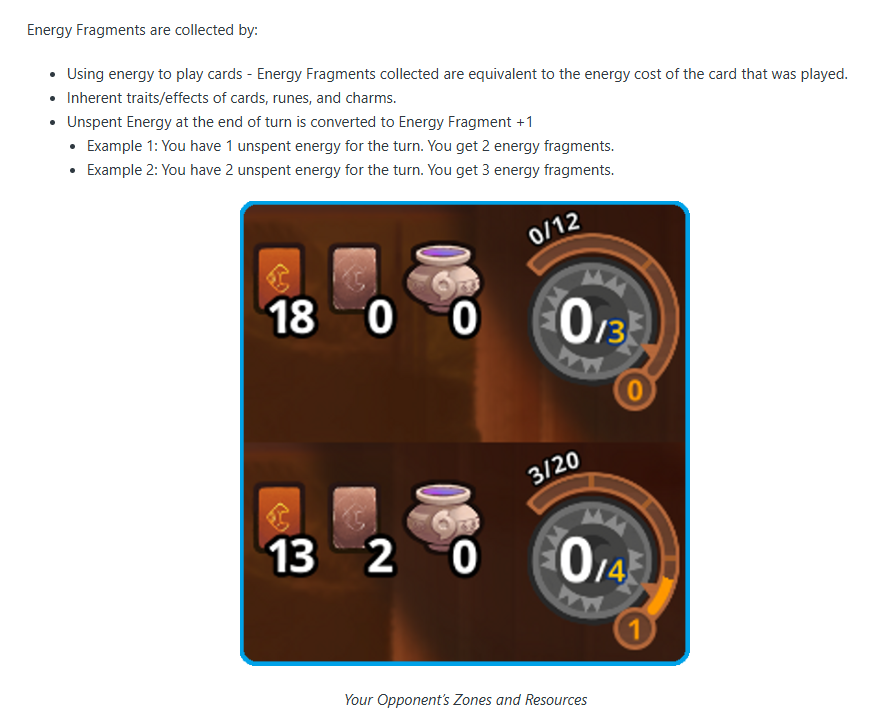 Energy Fragments are collected by:
Using energy to play cards - Energy Fragments collected are equivalent to the energy cost of the card that was played.
Inherent traits/effects of cards, runes, and charms.
Unspent Energy at the end of turn is converted to Energy Fragment +1
Example 1: You have 1 unspent energy for the turn. You get 2 energy fragments.
Example 2: You have 2 unspent energy for the turn. You get 3 energy fragments.
0/12
18 0 0 0/3
0
3/20
13 2 0 0/4
1
Your Opponent's Zones and Resources